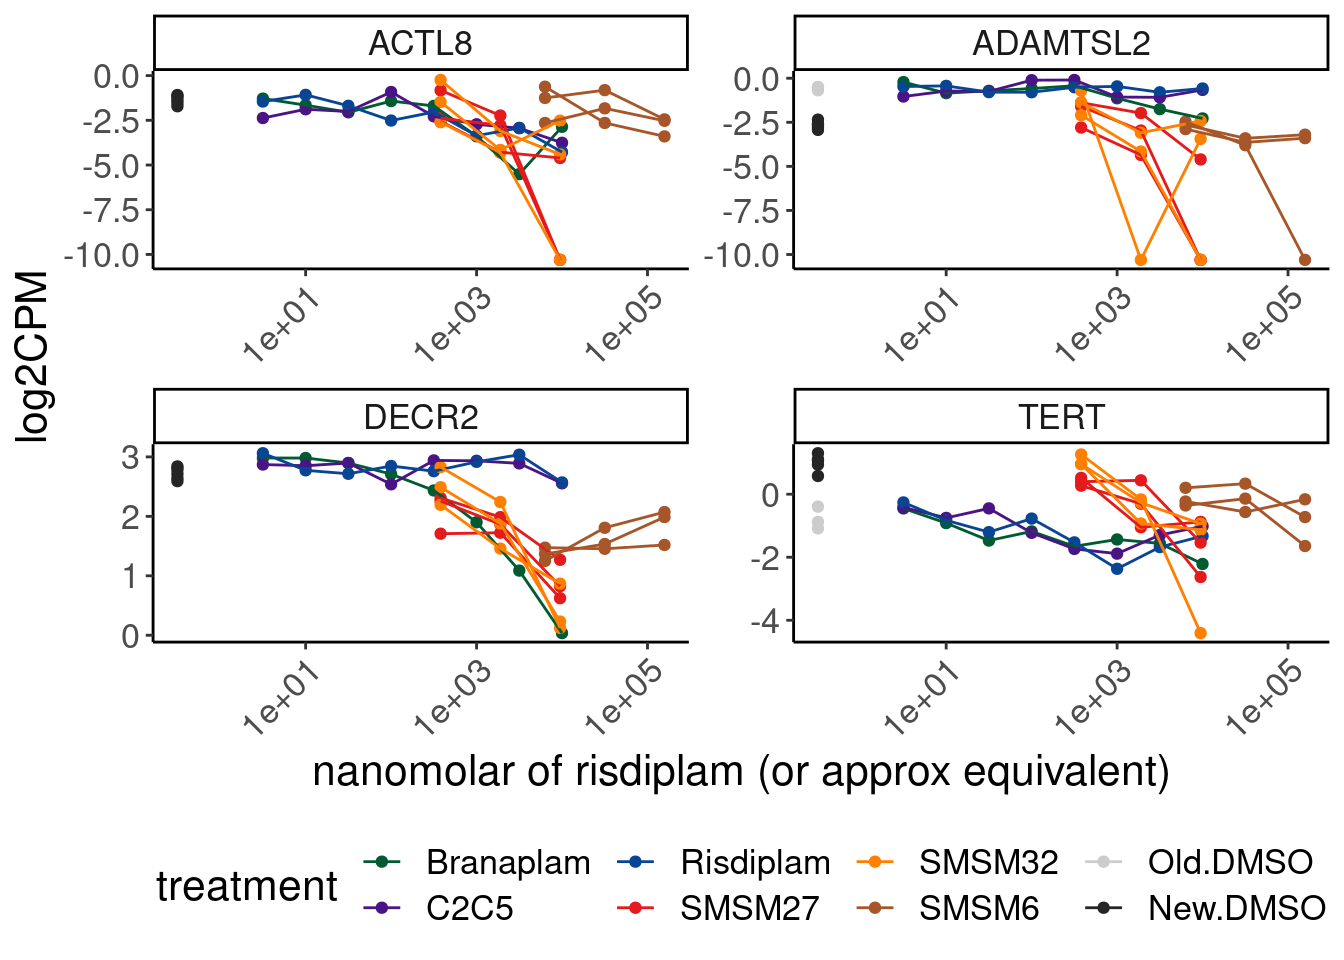 ACTL8
ADAMTSL2
0.0
-2.5
-5.0
-7.5
-10.0
0.0
-2.5
-5.0
-7.5
-10.0
1e+01
1e+03
1e+05
1e+01
1e+03
1e+05
log2CPM
DECR2
TERT
3
2
1
0
0
-2
-4
1e+01
1e+03
1e+05
1e+01
1e+03
1e+05
nanomolar of risdiplam (or approx equivalent)
treatment
Branaplam
Risdiplam
SMSM32
Old.DMSO
C2C5
SMSM27
SMSM6
New.DMSO